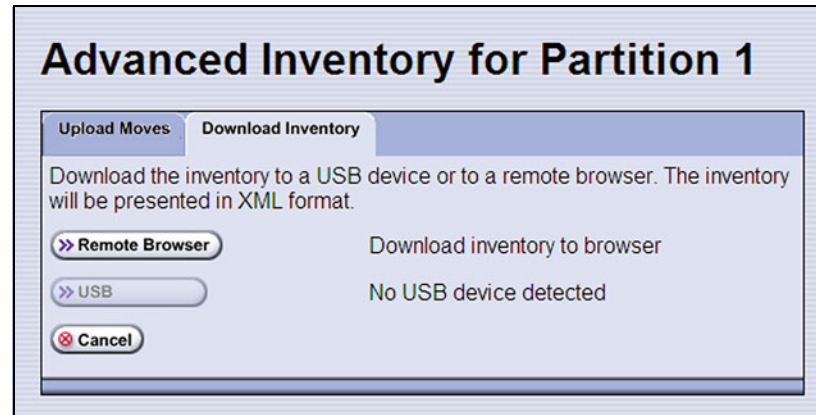 Advanced Inventory for Partition 1
Upload Moves Download Inventory
Download the inventory to a USB device or to a remote browser. The inventory
will be presented in XML format.
Remote Browser Download inventory to browser
USB No USB device detected
Cancel